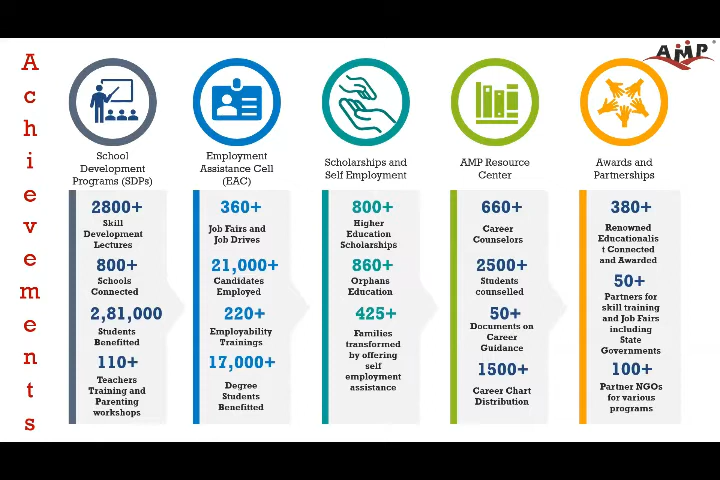 Achievements
AMP
School
Development
Programs (SDPs)
2800+
Skill
Development
Lectures
800+
Schools
Connected
2,81,000
Students
Benefitted
110+
Teachers
Training and
Parenting
workshops
Employment
Assistance Cell
(EAC)
360+
Job Fairs and
Job Drives
21,000+
Candidates
Employed
220+
Employability
Trainings
17,000+
Degree
Students
Benefitted
Scholarships and
Self Employment
800+
Higher
Education
Scholarships
860+
Orphans
Education
425+
Families
transformed
by offering
self
employment
assistance
AMP Resource
Center
660+
Career
Counselors
2500+
Students
counselled
50+
Documents on
Career
Guidance
1500+
Career Chart
Distribution
Awards and
Partnerships
380+
Renowned
Educationalis
t Connected
and Awarded
50+
Partners for
skill training
and Job Fairs
including
State
Governments
100+
Partner NGOs
for various
programs